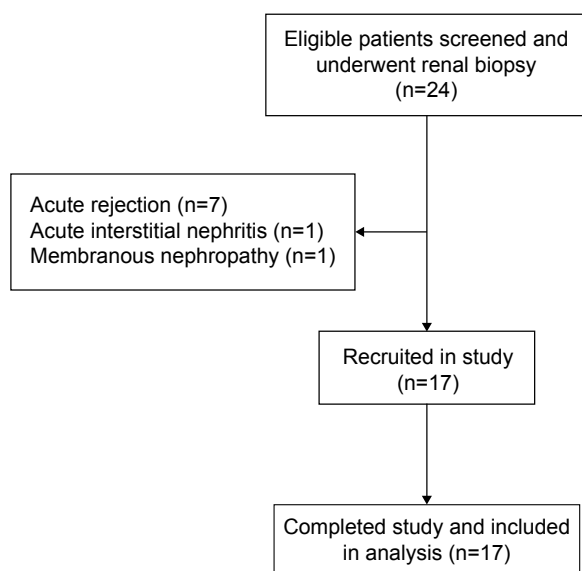 Eligible patients screened and
underwent renal biopsy
(n=24)
Acute rejection (n=7)
Acute interstitial nephritis (n=1)
Membranous nephropathy (n=1)
Recruited in study
(n=17)
Completed study and included
in analysis (n=17)